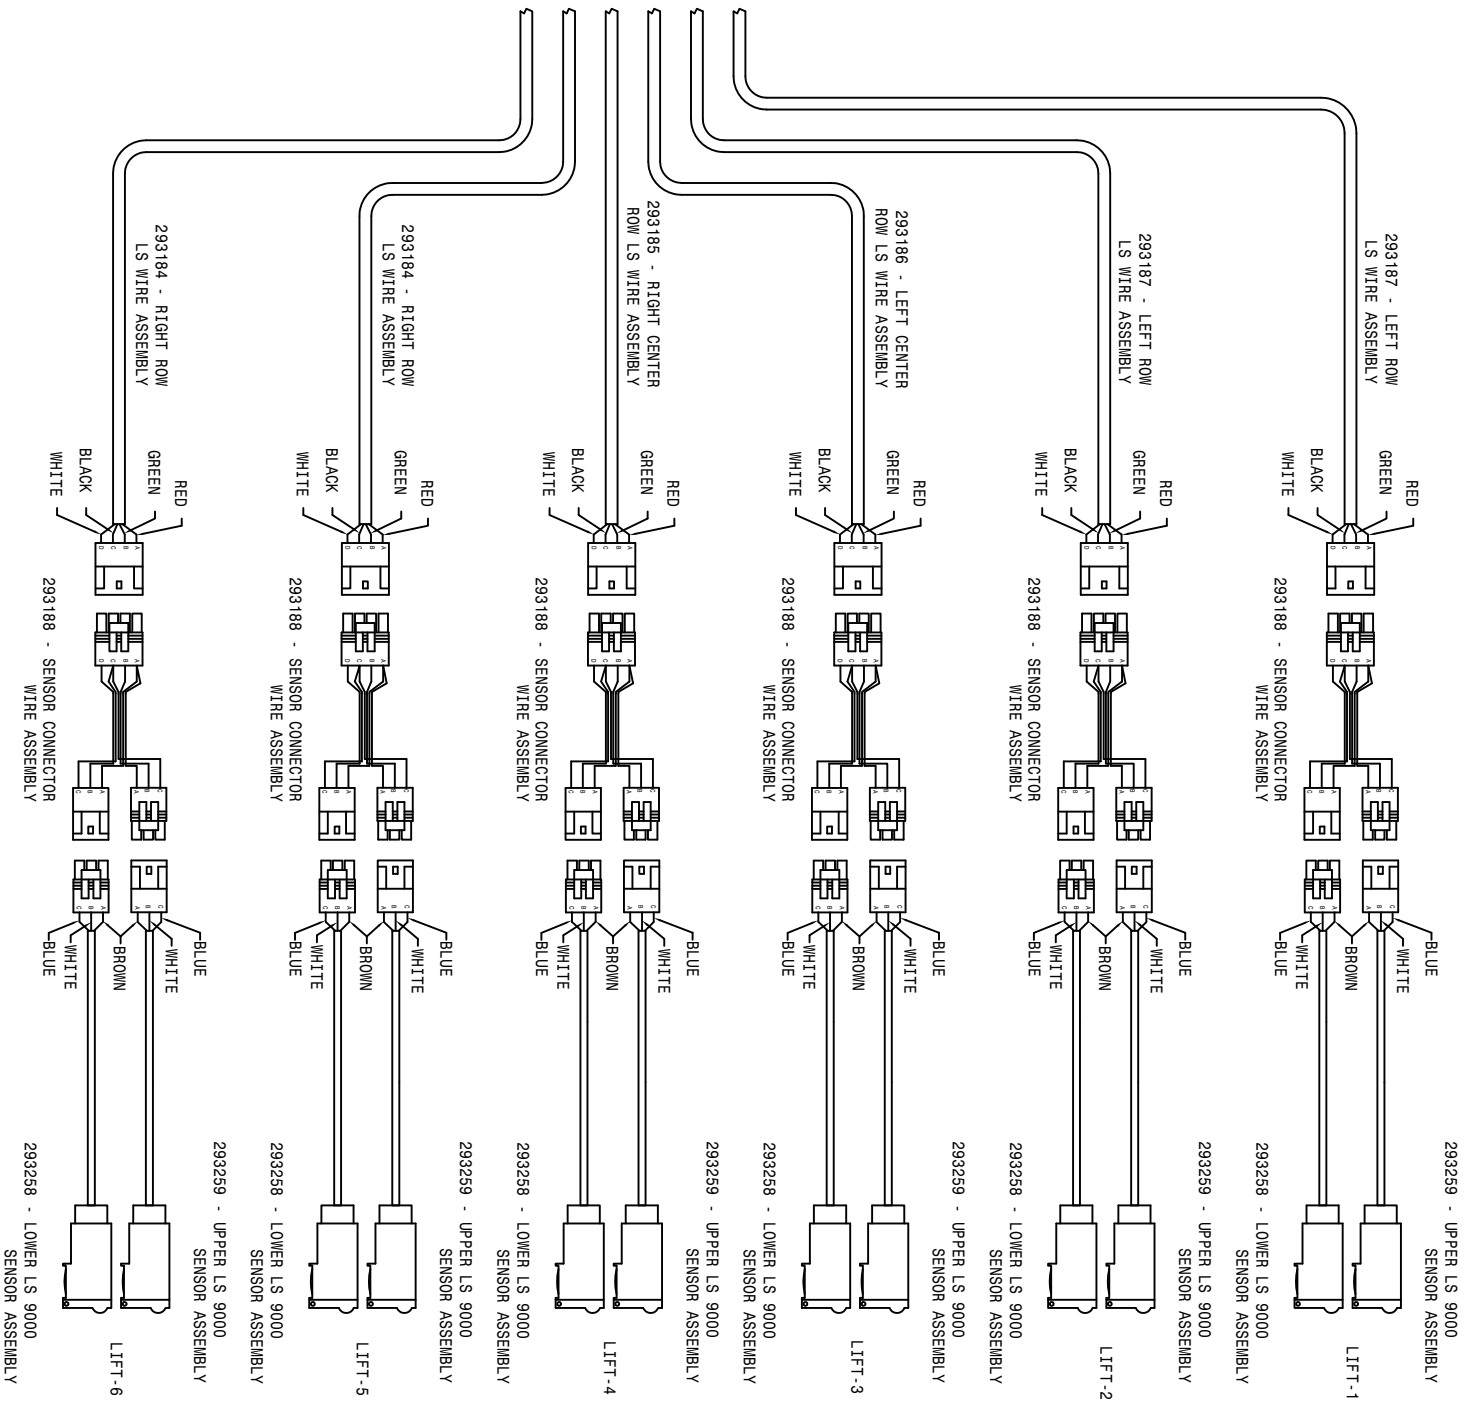 293187 - LEFT ROW
LS WIRE ASSEMBLY
RED
GREEN
BLACK
WHITE
A B C D
A B C D
293188 - SENSOR CONNECTOR
WIRE ASSEMBLY
C B A
A B C
C B A
A B C
BLUE
WHITE
BROWN
WHITE
BLUE
293259 - UPPER LS 9000
SENSOR ASSEMBLY
LIFT-1
293258 - LOWER LS 9000
SENSOR ASSEMBLY
293187 - LEFT ROW
LS WIRE ASSEMBLY
RED
GREEN
BLACK
WHITE
A B C D
A B C D
293188 - SENSOR CONNECTOR
WIRE ASSEMBLY
C B A
A B C
C B A
A B C
BLUE
WHITE
BROWN
WHITE
BLUE
293259 - UPPER LS 9000
SENSOR ASSEMBLY
LIFT-2
293258 - LOWER LS 9000
SENSOR ASSEMBLY
293186 - LEFT CENTER
ROW LS WIRE ASSEMBLY
RED
GREEN
BLACK
WHITE
A B C D
A B C D
293188 - SENSOR CONNECTOR
WIRE ASSEMBLY
C B A
A B C
C B A
A B C
BLUE
WHITE
BROWN
WHITE
BLUE
293259 - UPPER LS 9000
SENSOR ASSEMBLY
LIFT-3
293258 - LOWER LS 9000
SENSOR ASSEMBLY
293185 - RIGHT CENTER
ROW LS WIRE ASSEMBLY
RED
GREEN
BLACK
WHITE
A B C D
A B C D
293188 - SENSOR CONNECTOR
WIRE ASSEMBLY
C B A
A B C
C B A
A B C
BLUE
WHITE
BROWN
WHITE
BLUE
293259 - UPPER LS 9000
SENSOR ASSEMBLY
LIFT-4
293258 - LOWER LS 9000
SENSOR ASSEMBLY
293184 - RIGHT ROW
LS WIRE ASSEMBLY
RED
GREEN
BLACK
WHITE
A B C D
A B C D
293188 - SENSOR CONNECTOR
WIRE ASSEMBLY
C B A
A B C
C B A
A B C
BLUE
WHITE
BROWN
WHITE
BLUE
293259 - UPPER LS 9000
SENSOR ASSEMBLY
LIFT-5
293258 - LOWER LS 9000
SENSOR ASSEMBLY
293184 - RIGHT ROW
LS WIRE ASSEMBLY
RED
GREEN
BLACK
WHITE
A B C D
A B C D
293188 - SENSOR CONNECTOR
WIRE ASSEMBLY
C B A
A B C
C B A
A B C
BLUE
WHITE
BROWN
WHITE
BLUE
293259 - UPPER LS 9000
SENSOR ASSEMBLY
LIFT-6
293258 - LOWER LS 9000
SENSOR ASSEMBLY